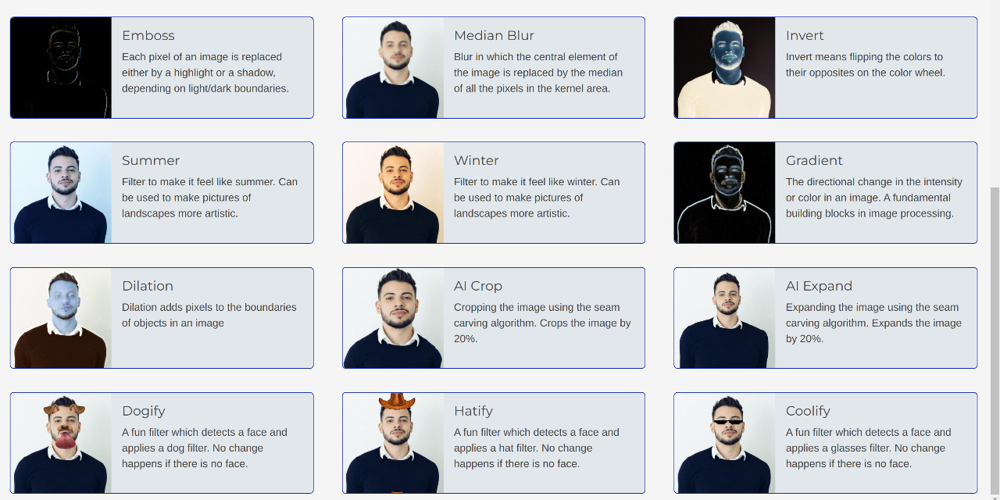 Emboss
Each pixel of an image is replaced
either by a highlight or a shadow,
depending on light/dark boundaries.
Median Blur
Blur in which the central element of
the image is replaced by the median
of all the pixels in the kernel area.
Invert
Invert means flipping the colors to
their opposites on the color wheel.
Summer
Filter to make it feel like summer. Can
be used to make pictures of
landscapes more artistic.
Winter
Filter to make it feel like winter. Can
be used to make pictures of
landscapes more artistic.
Gradient
The directional change in the intensity
or color in an image. A fundamental
building blocks in image processing.
Dilation
Dilation adds pixels to the boundaries
of objects in an image
AI Crop
Cropping the image using the seam
carving algorithm. Crops the image by
20%.
AI Expand
Expanding the image using the seam
carving algorithm. Expands the image
by 20%.
Dogify
A fun filter which detects a face and
applies a dog filter. No change
happens if there is no face.
Hatify
A fun filter which detects a face and
applies a hat filter. No change
happens if there is no face.
Coolify
A fun filter which detects a face and
applies a glasses filter. No change
happens if there is no face.